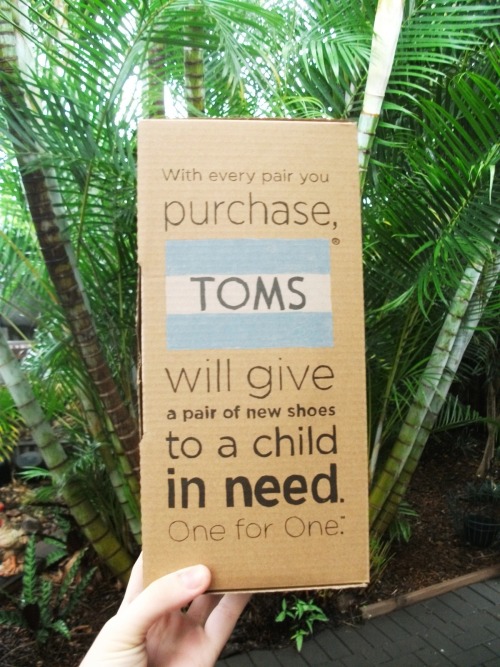 With every pair you
purchase,
TOMS®
will give
a pair of new shoes
to a child
in need.
One for One.™